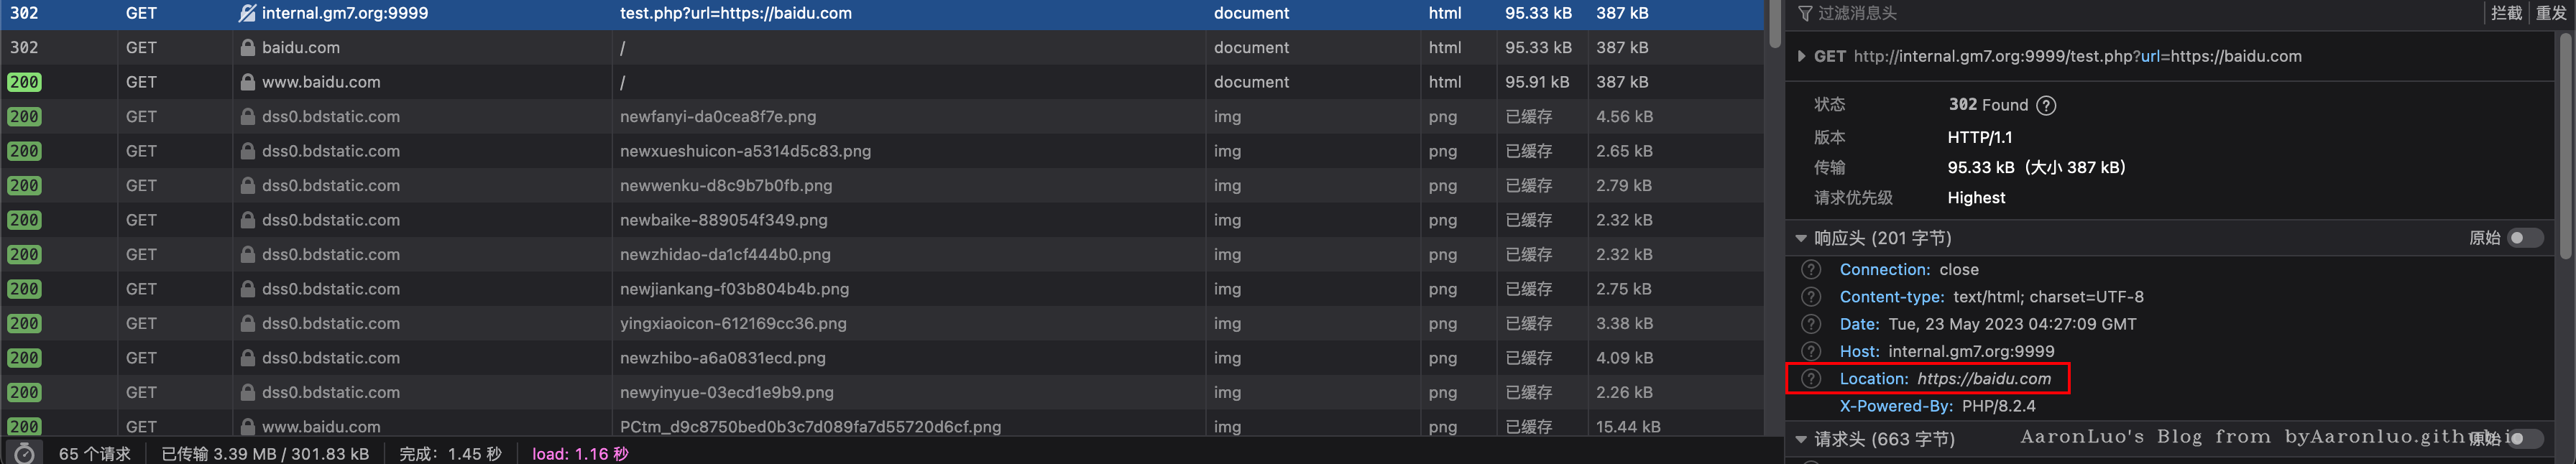 302 GET internal.gm7.org:9999 test.php?url=https://baidu.com document html 95.33 kB 387 kB
302 GET baidu.com / document html 95.33 kB 387 kB
200 GET www.baidu.com / document html 95.91 kB 387 kB
200 GET dss0.bdstatic.com newfanyi-da0cea8f7e.png img png 已缓存 4.56 kB
200 GET dss0.bdstatic.com newxueshuicon-a5314d5c83.png img png 已缓存 2.65 kB
200 GET dss0.bdstatic.com newwenku-d8c9b7b0fb.png img png 已缓存 2.79 kB
200 GET dss0.bdstatic.com newbaike-889054f349.png img png 已缓存 2.32 kB
200 GET dss0.bdstatic.com newzhidao-da1cf444b0.png img png 已缓存 2.32 kB
200 GET dss0.bdstatic.com newjiankang-f03b804b4b.png img png 已缓存 2.75 kB
200 GET dss0.bdstatic.com yingxiaoicon-612169cc36.png img png 已缓存 3.38 kB
200 GET dss0.bdstatic.com newzhibo-a6a0831ecd.png img png 已缓存 4.09 kB
200 GET dss0.bdstatic.com newyinyue-03ecd1e9b9.png img png 已缓存 2.26 kB
200 GET www.baidu.com PCtm_d9c8750bed0b3c7d089fa7d55720d6cf.png img png 已缓存 15.44 kB
65 个请求 已传输 3.39 MB / 301.83 kB 完成：1.45 秒 load: 1.16 秒
过滤消息头 拦截 重发
GET http://internal.gm7.org:9999/test.php?url=https://baidu.com
状态 302 Found
版本 HTTP/1.1
传输 95.33 kB（大小 387 kB）
请求优先级 Highest
响应头 (201 字节) 原始
Connection: close
Content-type: text/html; charset=UTF-8
Date: Tue, 23 May 2023 04:27:09 GMT
Host: internal.gm7.org:9999
Location: https://baidu.com
X-Powered-By: PHP/8.2.4
请求头 (663 字节) 原始
AaronLuo's Blog from byAaronluo.github.i